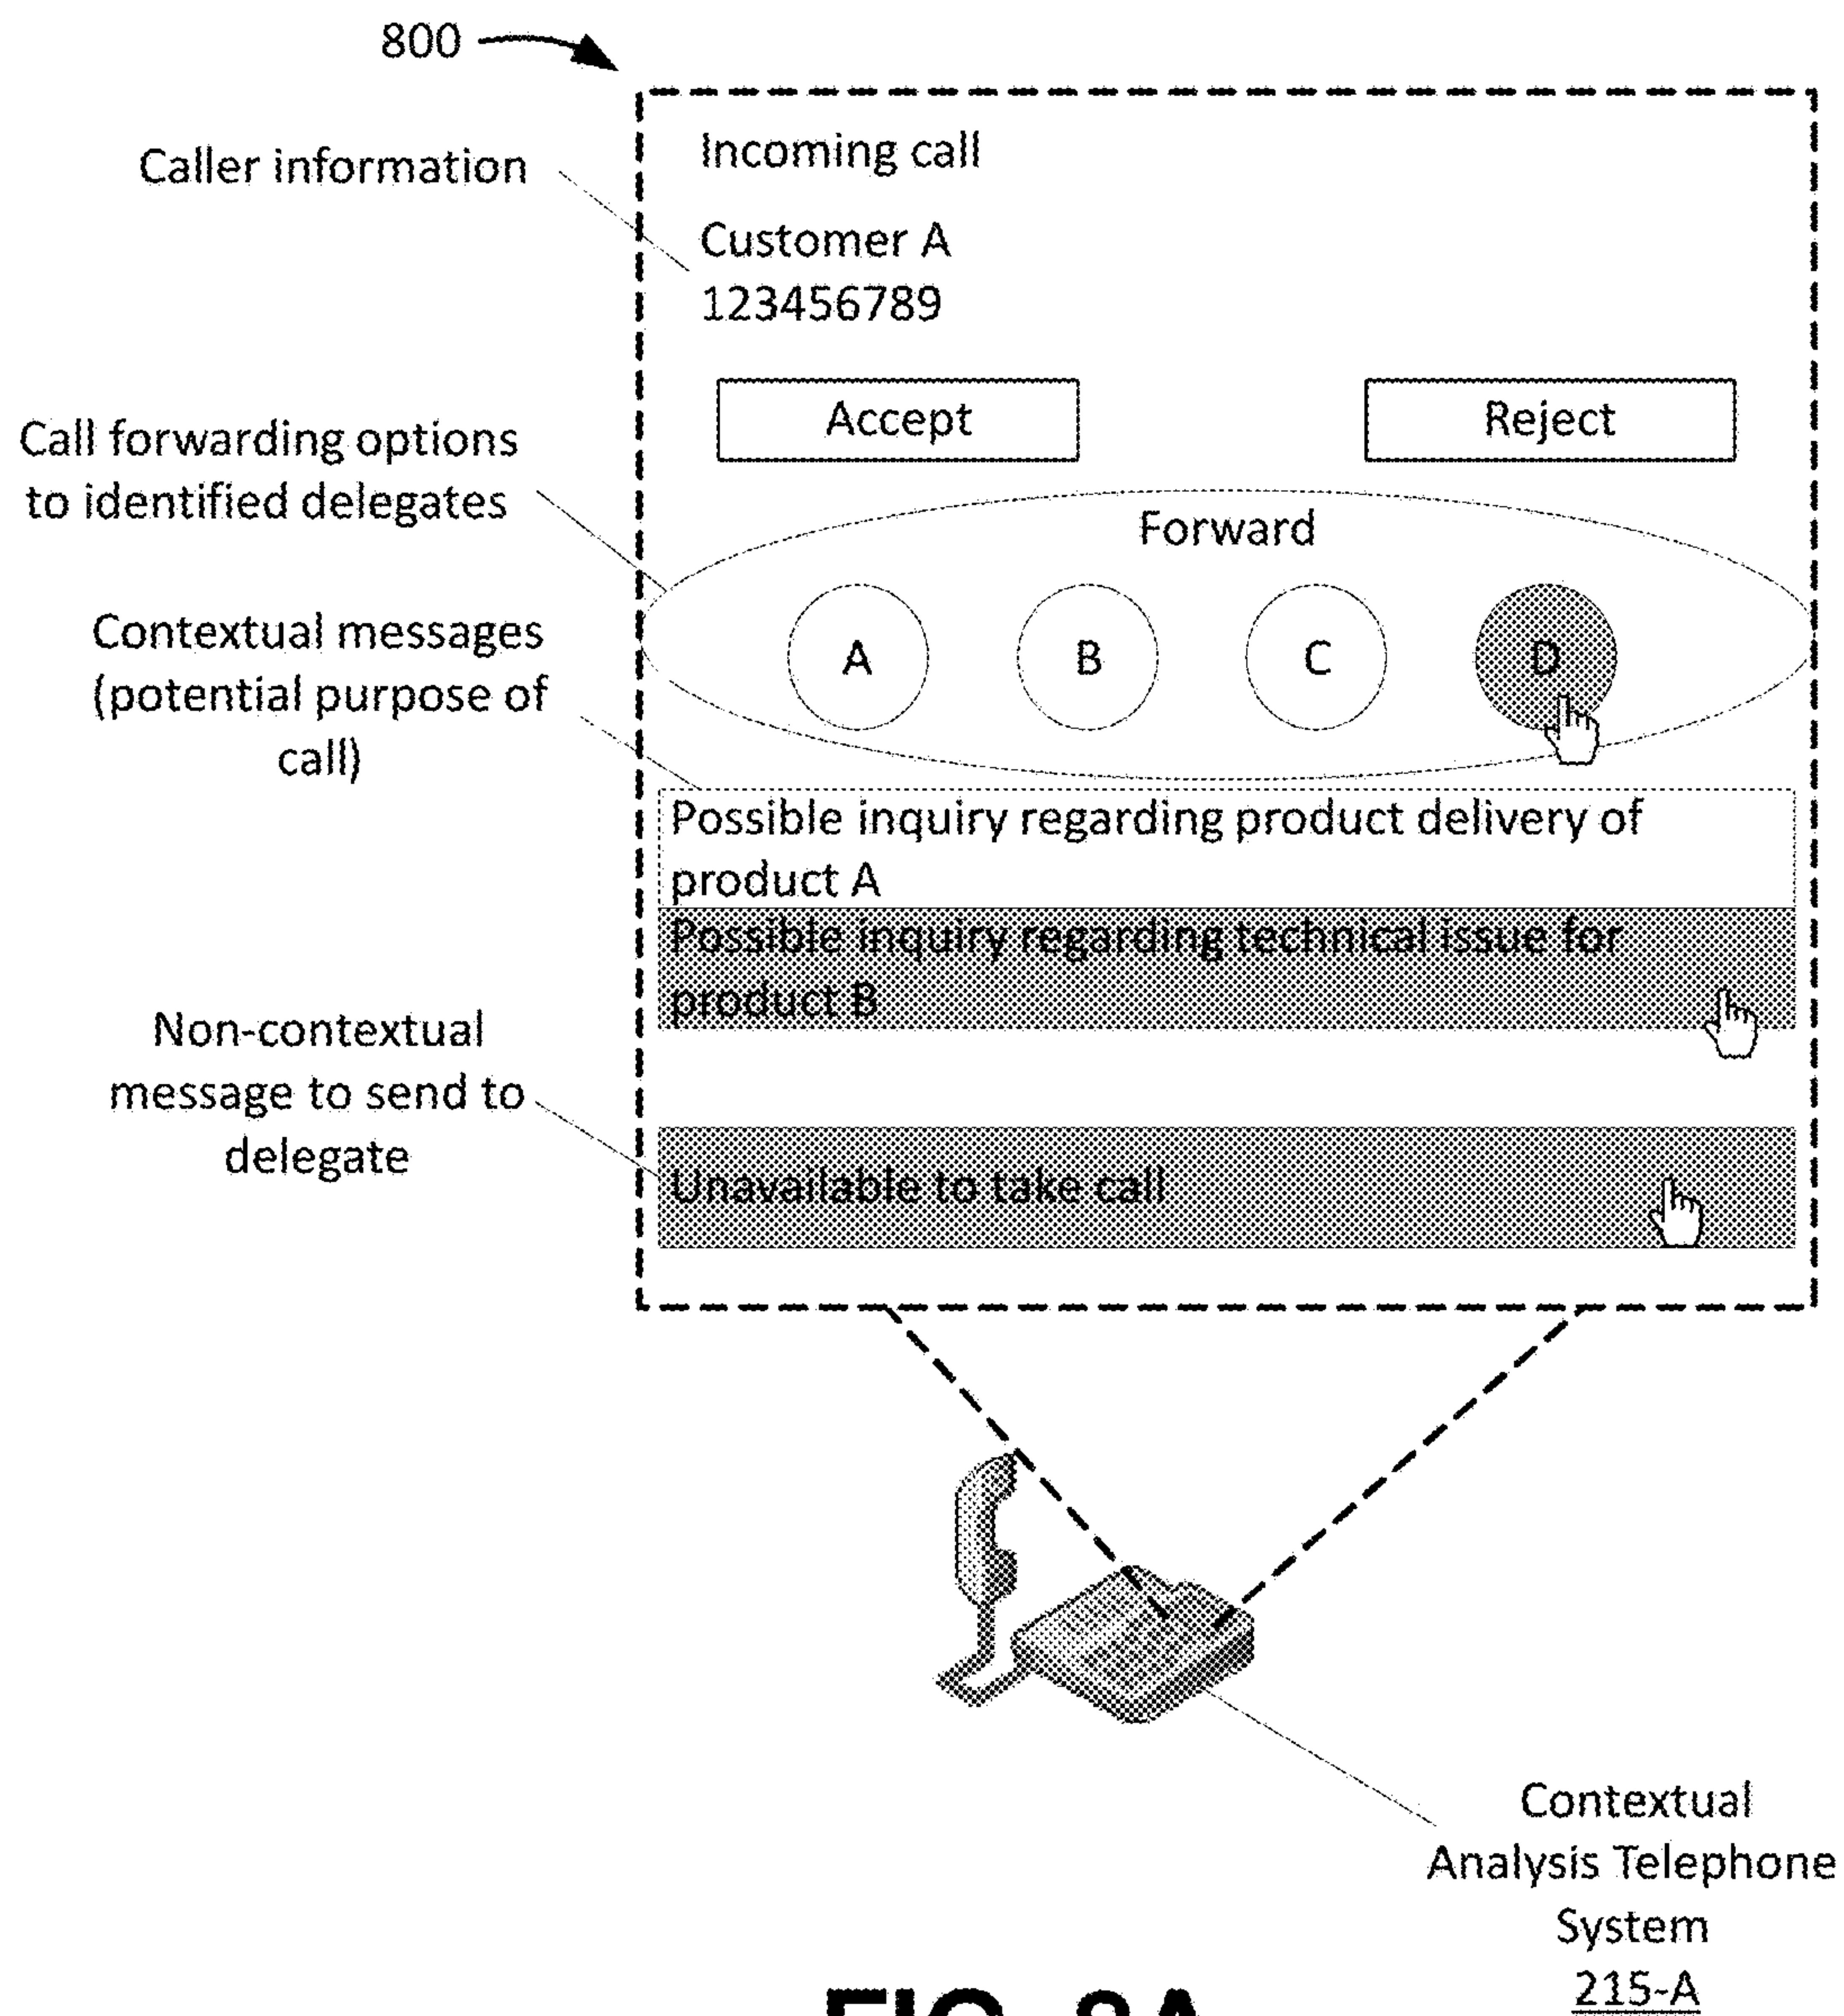 800
Caller information
Incoming call
Customer A
123456789
Accept
Reject
Call forwarding options
to identified delegates
Forward
A
B
C
D
Contextual messages
(potential purpose of
call)
Possible inquiry regarding product delivery of
product A
Possible inquiry regarding technical issue for
product B
Non-contextual
message to send to
delegate
Unavailable to take call
Contextual
Analysis Telephone
System
215-A
FIG. 8A